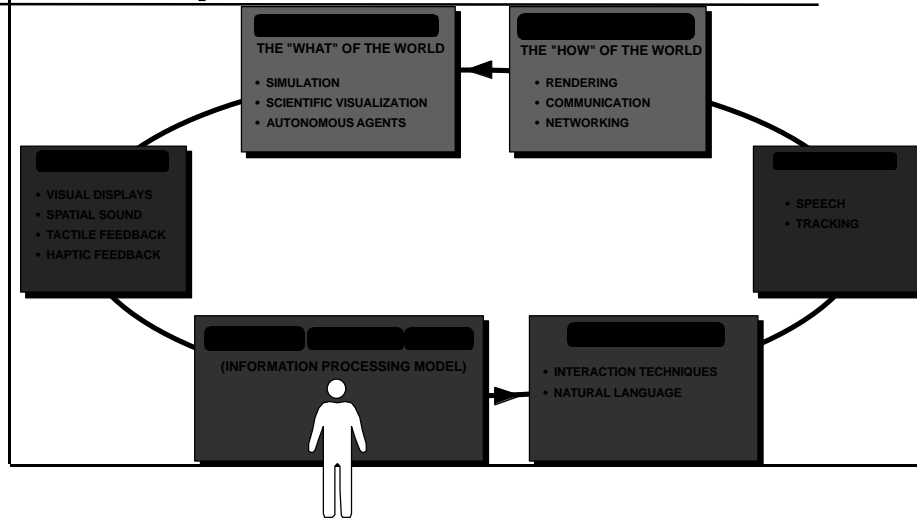 THE "WHAT" OF THE WORLD
• SIMULATION
• SCIENTIFIC VISUALIZATION
• AUTONOMOUS AGENTS
THE "HOW" OF THE WORLD
• RENDERING
• COMMUNICATION
• NETWORKING
• VISUAL DISPLAYS
• SPATIAL SOUND
• TACTILE FEEDBACK
• HAPTIC FEEDBACK
• SPEECH
• TRACKING
(INFORMATION PROCESSING MODEL)
• INTERACTION TECHNIQUES
• NATURAL LANGUAGE